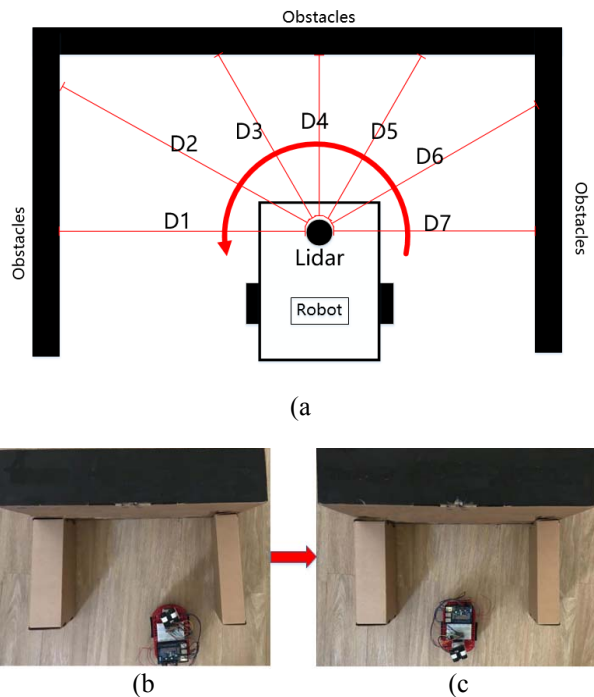 Obstacles
D4
D3
D5
D2
D6
D1
D7
Lidar
Robot
Obstacles
Obstacles
(a
(b)
(c)